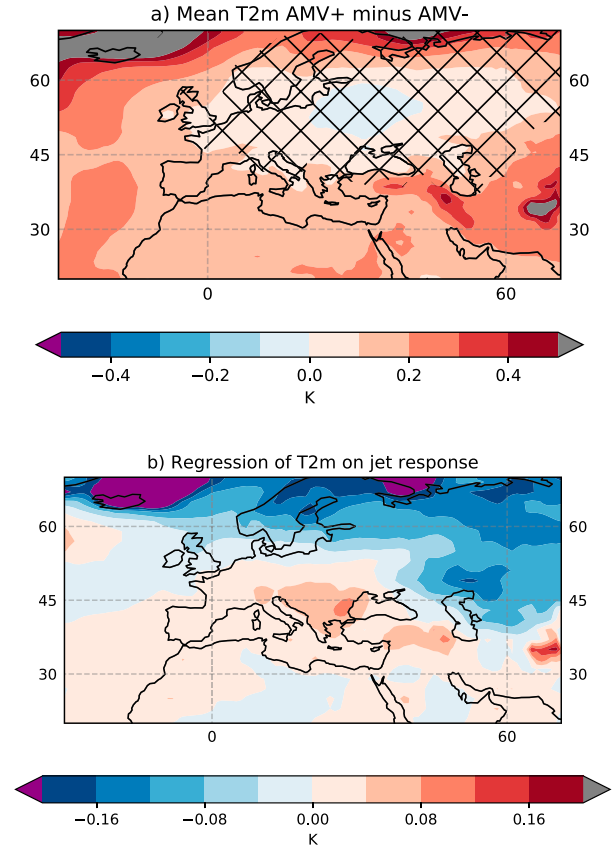 a) Mean T2m AMV+ minus AMV-
60 60
45 45
30 30
0 60
−0.4 −0.2 0.0 0.2 0.4
K
b) Regression of T2m on jet response
60 60
45 45
30 30
0 60
−0.16 −0.08 0.00 0.08 0.16
K